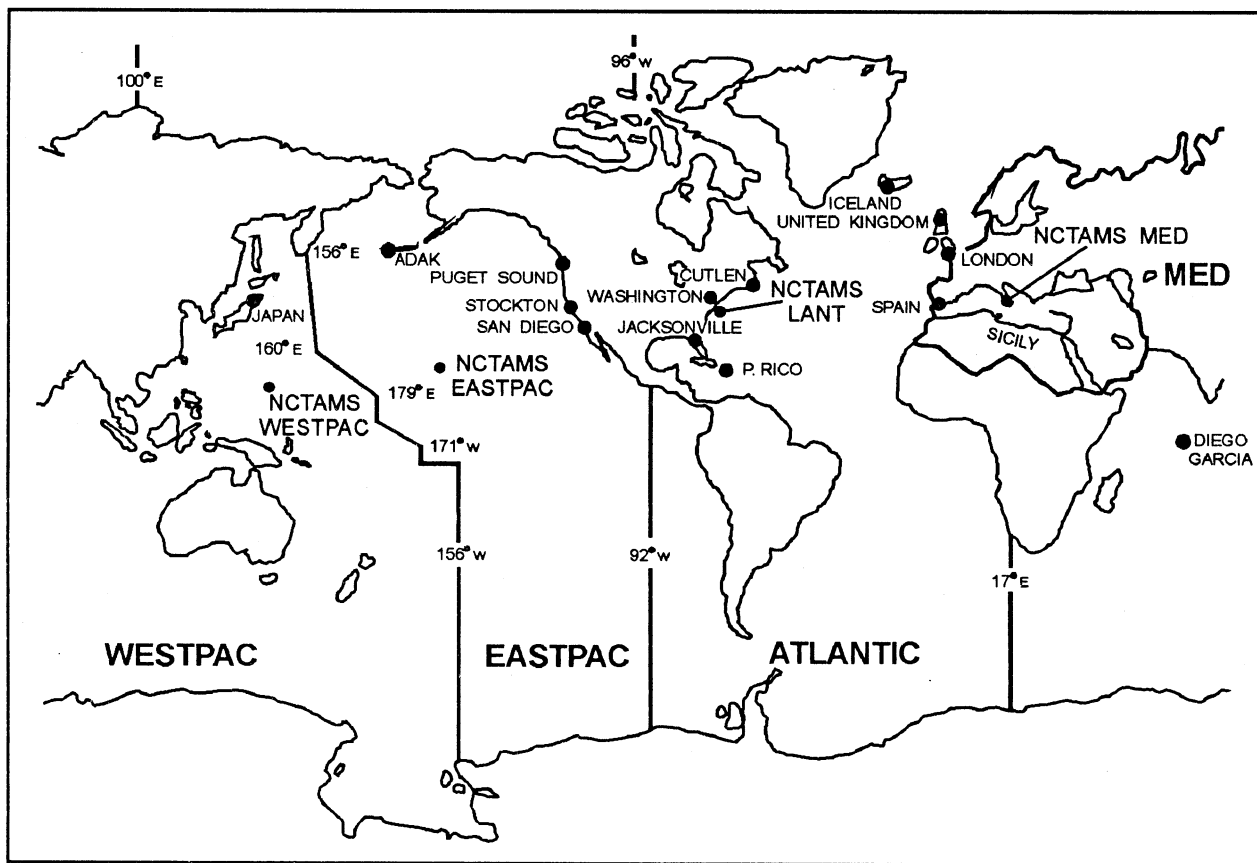 100° E
96° W
ICELAND
UNITED KINGDOM
NCTAMS MED
156° E
ADAK
LONDON
PUGET SOUND
CUTLEN
MED
WASHINGTON
NCTAMS
LANT
STOCKTON
SPAIN
JAPAN
SAN DIEGO
JACKSONVILLE
SICILY
160° E
NCTAMS
EASTPAC
P. RICO
179° E
NCTAMS
WESTPAC
171° W
DIEGO
GARCIA
156° W
92° W
17° E
WESTPAC
EASTPAC
ATLANTIC